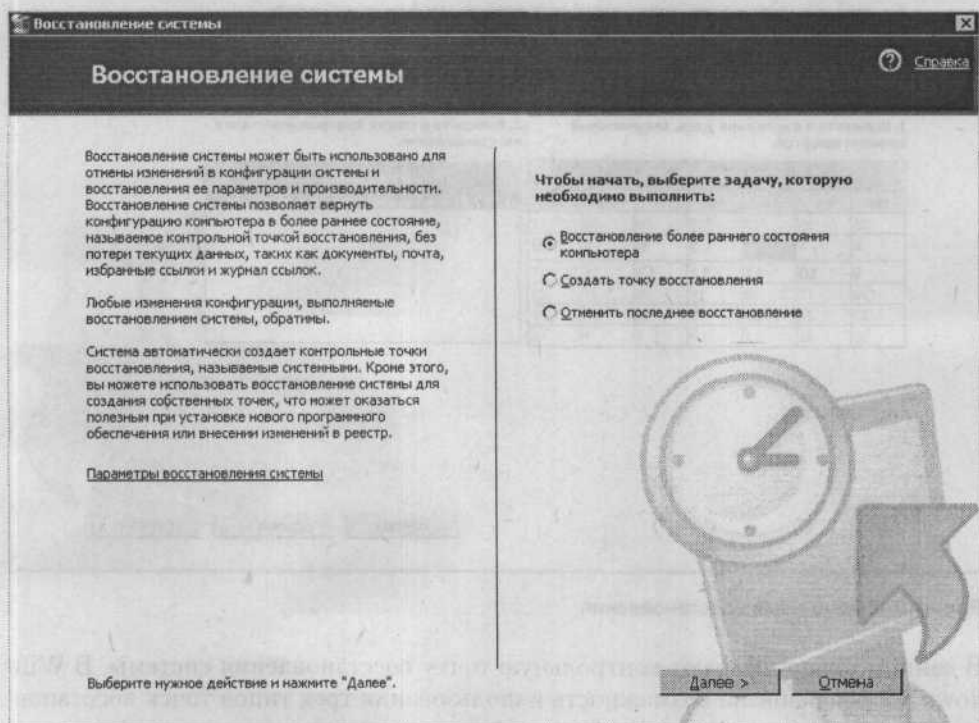 Восстановление системы
Восстановление системы
? Справка
Восстановление системы может быть использовано для
отмены изменений в конфигурации системы и
восстановления ее параметров и производительности.
Восстановление системы позволяет вернуть
конфигурацию компьютера в более раннее состояние,
называемое контрольной точкой восстановления, без
потери текущих данных, таких как документы, почта,
избранные ссылки и журнал ссылок.
Любые изменения конфигурации, выполняемые
восстановлением системы, обратимы.
Система автоматически создает контрольные точки
восстановления, называемые системными. Кроме этого,
вы можете использовать восстановление системы для
создания собственных точек, что может оказаться
полезным при установке нового программного
обеспечения или внесении изменений в реестр.
Параметры восстановления системы
Выберите нужное действие и нажмите "Далее".
Чтобы начать, выберите задачу, которую
необходимо выполнить:
Восстановление более раннего состояния
компьютера
Создать точку восстановления
Отменить последнее восстановление
Далее >
Отмена